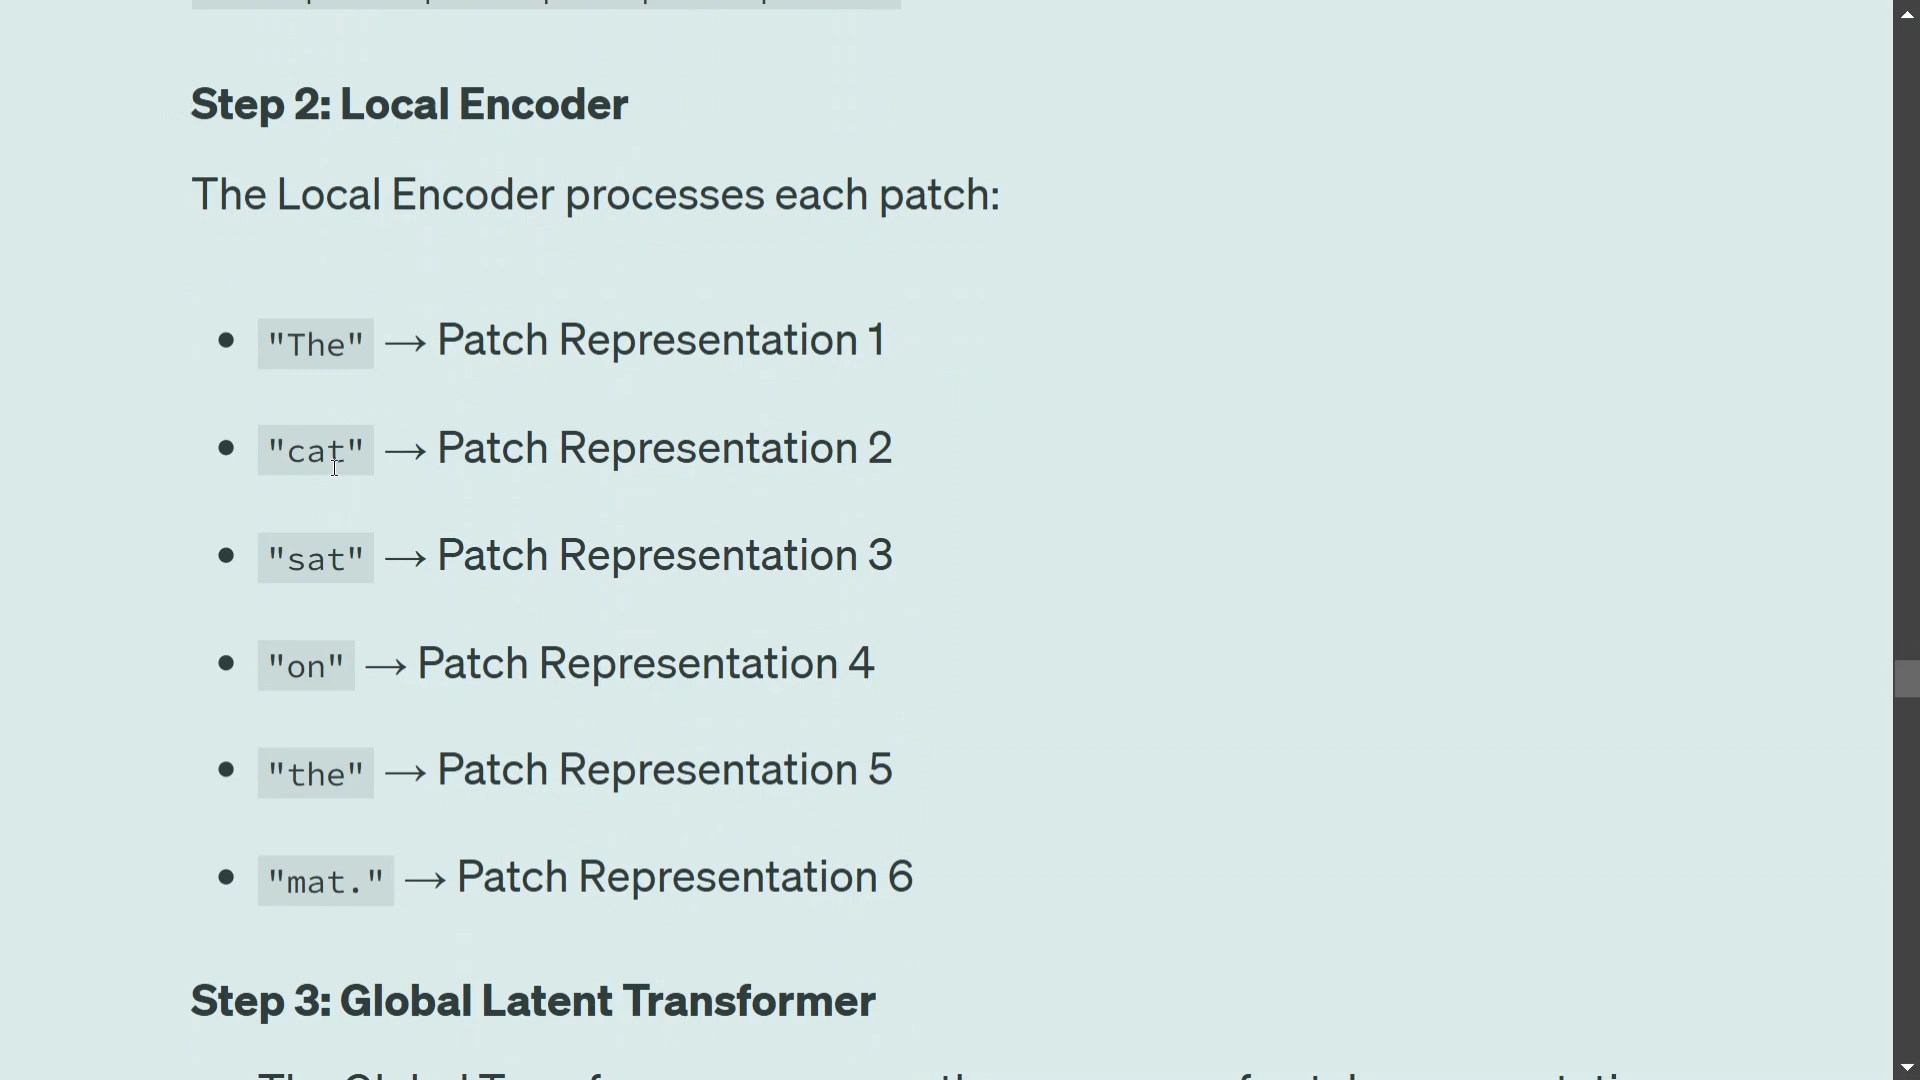 Step 2: Local Encoder
The Local Encoder processes each patch:
• "The" → Patch Representation 1
• "cat" → Patch Representation 2
• "sat" → Patch Representation 3
• "on" → Patch Representation 4
• "the" → Patch Representation 5
• "mat." → Patch Representation 6
Step 3: Global Latent Transformer